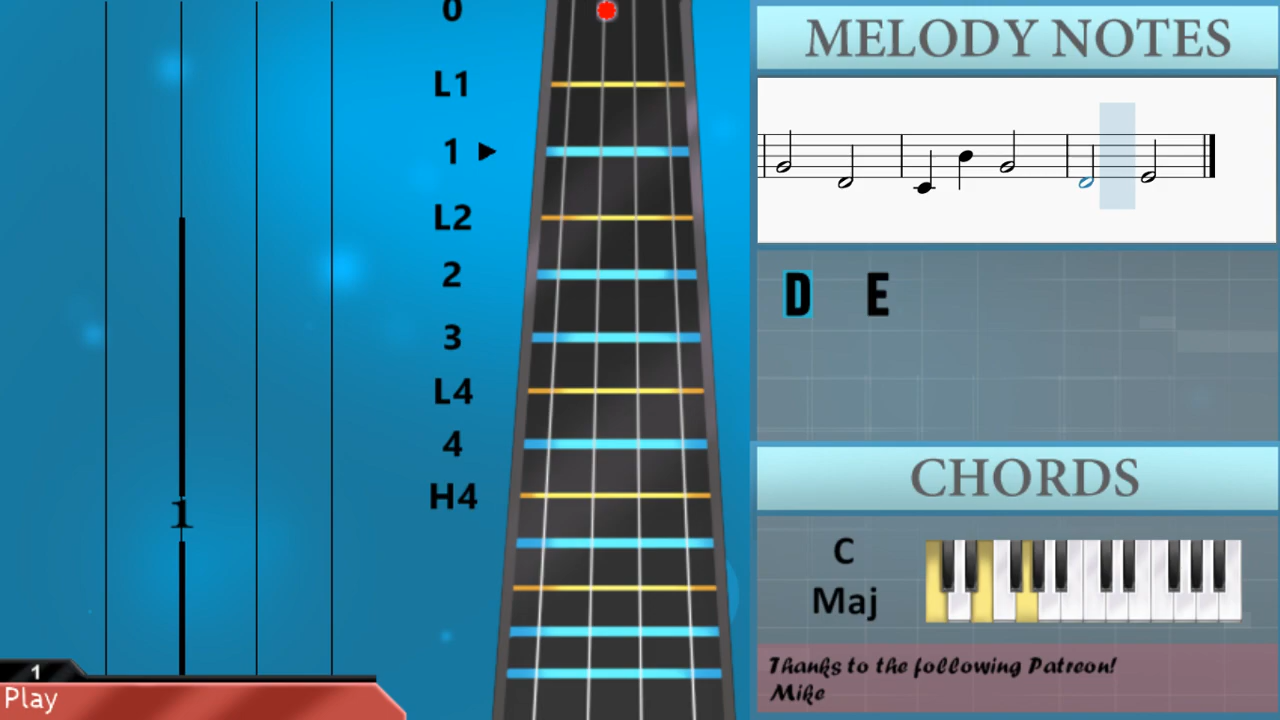 0
L1
1
L2
2
3
L4
4
H4
1
1
Play
MELODY NOTES
D E
CHORDS
C
Maj
Thanks to the following Patreon!
Mike